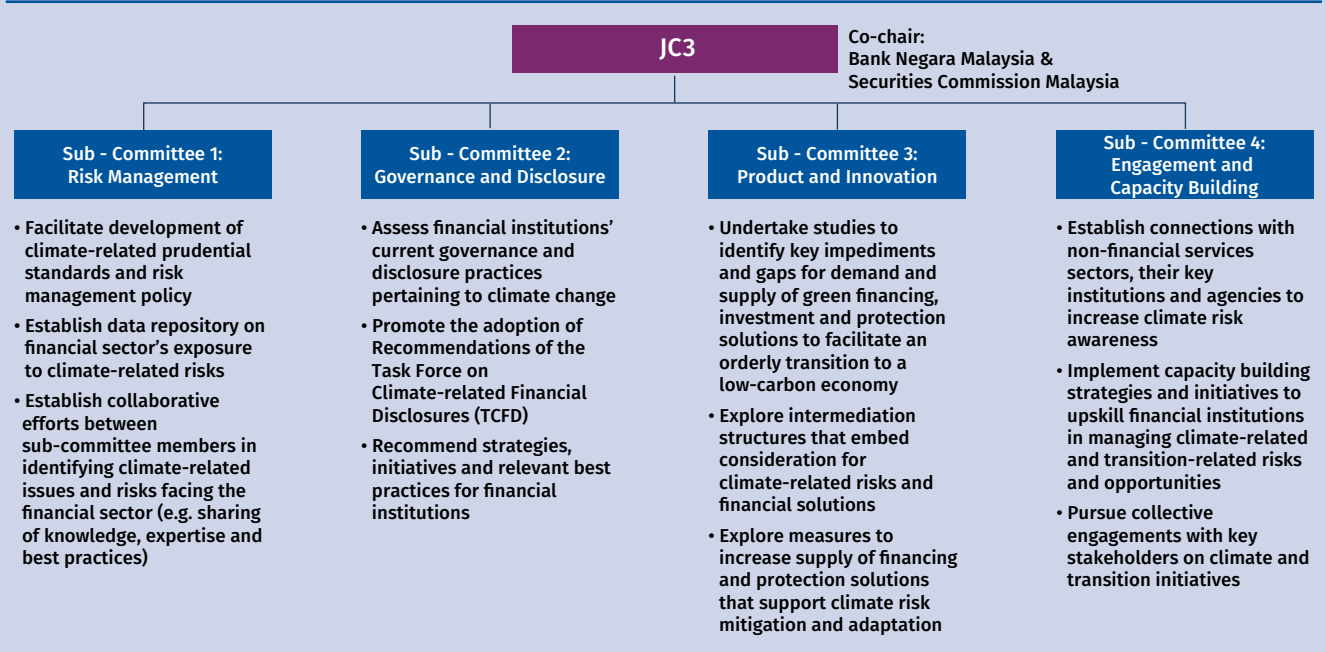 JC3
Co-chair:
Bank Negara Malaysia &
Securities Commission Malaysia
Sub - Committee 1:
Risk Management
• Facilitate development of
climate-related prudential
standards and risk
management policy
• Establish data repository on
financial sector's exposure
to climate-related risks
• Establish collaborative
efforts between
sub-committee members in
identifying climate-related
issues and risks facing the
financial sector (e.g. sharing
of knowledge, expertise and
best practices)
Sub - Committee 2:
Governance and Disclosure
• Assess financial institutions'
current governance and
disclosure practices
pertaining to climate change
• Promote the adoption of
Recommendations of the
Task Force on
Climate-related Financial
Disclosures (TCFD)
• Recommend strategies,
initiatives and relevant best
practices for financial
institutions
Sub - Committee 3:
Product and Innovation
• Undertake studies to
identify key impediments
and gaps for demand and
supply of green financing,
investment and protection
solutions to facilitate an
orderly transition to a
low-carbon economy
• Explore intermediation
structures that embed
consideration for
climate-related risks and
financial solutions
• Explore measures to
increase supply of financing
and protection solutions
that support climate risk
mitigation and adaptation
Sub - Committee 4:
Engagement and
Capacity Building
• Establish connections with
non-financial services
sectors, their key
institutions and agencies to
increase climate risk
awareness
• Implement capacity building
strategies and initiatives to
upskill financial institutions
in managing climate-related
and transition-related risks
and opportunities
• Pursue collective
engagements with key
stakeholders on climate and
transition initiatives